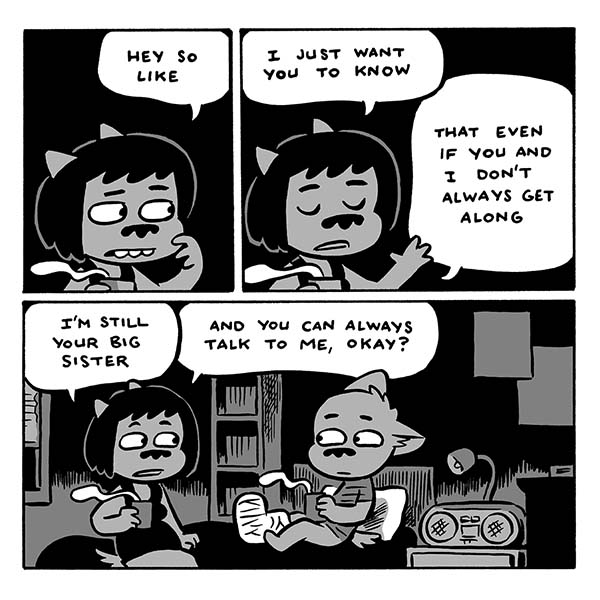 HEY SO
LIKE
I JUST WANT
YOU TO KNOW
THAT EVEN
IF YOU AND
I DON'T
ALWAYS GET
ALONG
I'M STILL
YOUR BIG
SISTER
AND YOU CAN ALWAYS
TALK TO ME, OKAY?